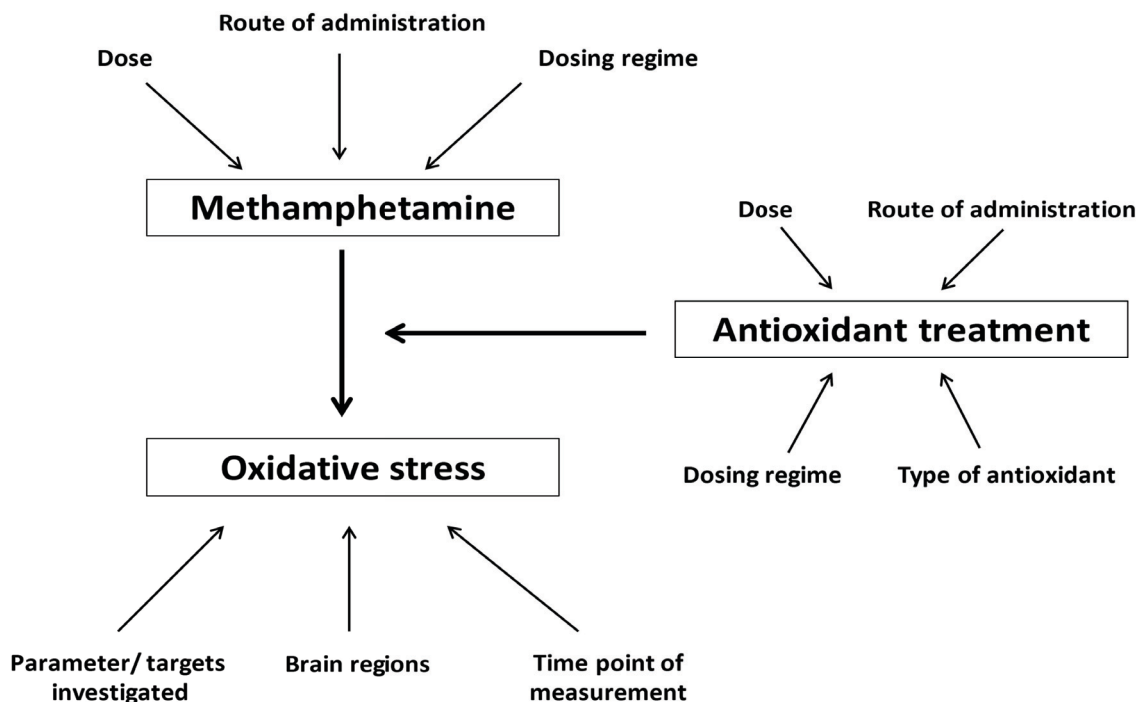 Route of administration
Dose
Dosing regime
Methamphetamine
Dose
Route of administration
Antioxidant treatment
Dosing regime
Type of antioxidant
Oxidative stress
Parameter/ targets
investigated
Brain regions
Time point of
measurement